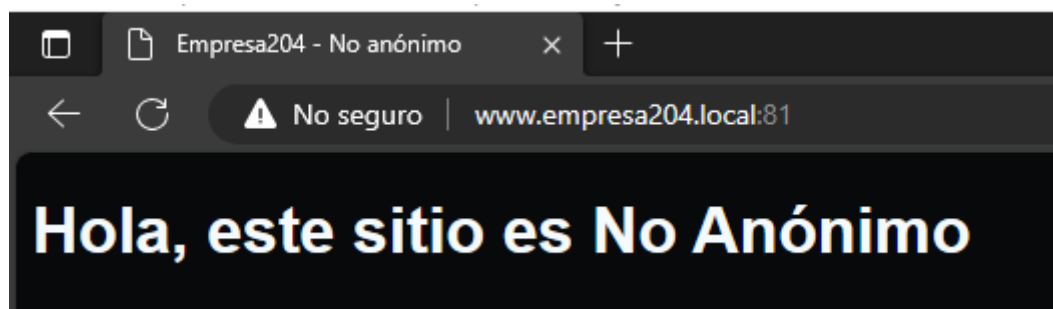 Empresa204 - No anónimo
No seguro www.empresa204.local:81
Hola, este sitio es No Anónimo